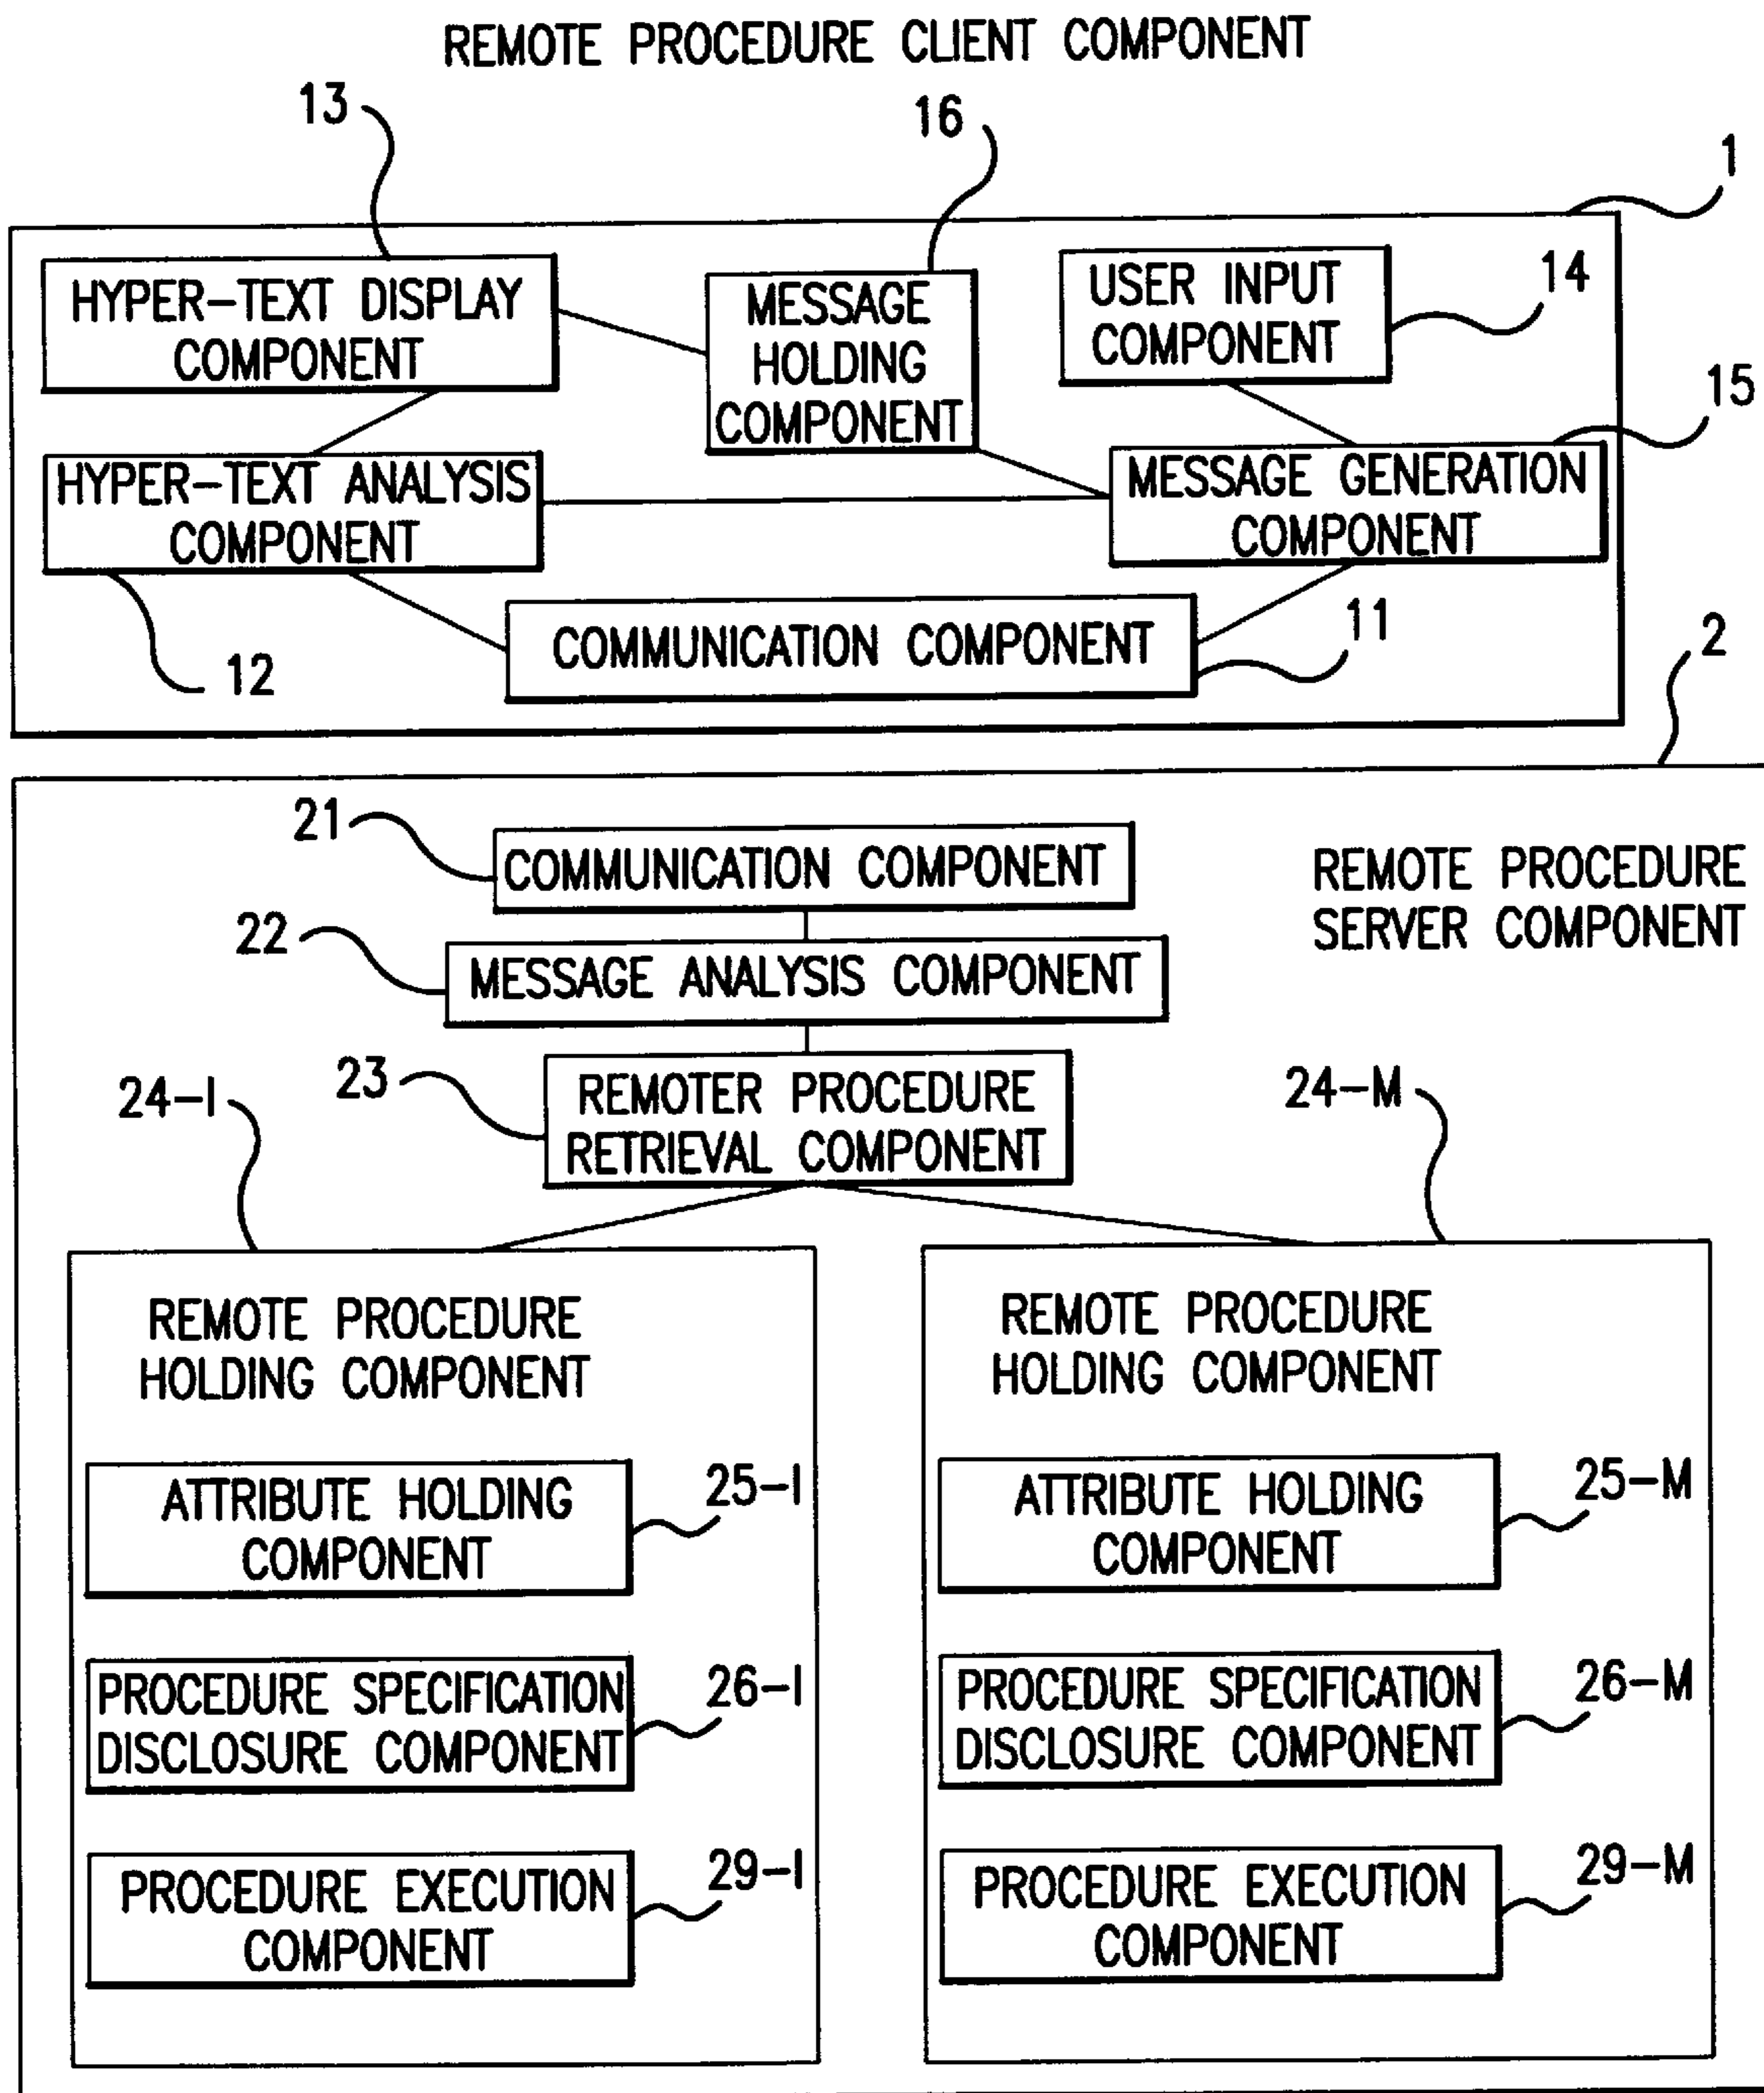 REMOTE PROCEDURE CLIENT COMPONENT
13
16
1
HYPER-TEXT DISPLAY
COMPONENT
MESSAGE
HOLDING
COMPONENT
USER INPUT
COMPONENT
14
15
HYPER-TEXT ANALYSIS
COMPONENT
MESSAGE GENERATION
COMPONENT
12
COMMUNICATION COMPONENT
11
2
21
COMMUNICATION COMPONENT
REMOTE PROCEDURE
SERVER COMPONENT
22
MESSAGE ANALYSIS COMPONENT
23
REMOTER PROCEDURE
RETRIEVAL COMPONENT
24-I
24-M
REMOTE PROCEDURE
HOLDING COMPONENT
ATTRIBUTE HOLDING
COMPONENT
25-I
PROCEDURE SPECIFICATION
DISCLOSURE COMPONENT
26-I
PROCEDURE EXECUTION
COMPONENT
29-I
REMOTE PROCEDURE
HOLDING COMPONENT
ATTRIBUTE HOLDING
COMPONENT
25-M
PROCEDURE SPECIFICATION
DISCLOSURE COMPONENT
26-M
PROCEDURE EXECUTION
COMPONENT
29-M